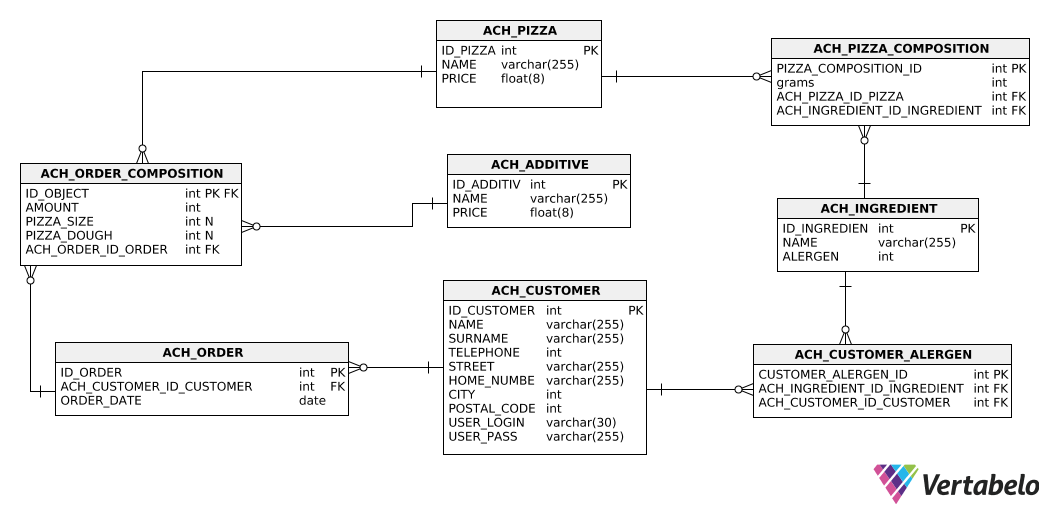 ACH_PIZZA
ID_PIZZA int PK
NAME varchar(255)
PRICE float(8)
ACH_PIZZA_COMPOSITION
PIZZA_COMPOSITION_ID int PK
grams int
ACH_PIZZA_ID_PIZZA int FK
ACH_INGREDIENT_ID_INGREDIENT int FK
ACH_ORDER_COMPOSITION
ID_OBJECT int PK FK
AMOUNT int
PIZZA_SIZE int N
PIZZA_DOUGH int N
ACH_ORDER_ID_ORDER int FK
ACH_ADDITIVE
ID_ADDITIV int PK
NAME varchar(255)
PRICE float(8)
ACH_INGREDIENT
ID_INGREDIEN int PK
NAME varchar(255)
ALERGEN int
ACH_CUSTOMER
ID_CUSTOMER int PK
NAME varchar(255)
SURNAME varchar(255)
TELEPHONE int
STREET varchar(255)
HOME_NUMBE varchar(255)
CITY int
POSTAL_CODE int
USER_LOGIN varchar(30)
USER_PASS varchar(255)
ACH_ORDER
ID_ORDER int PK
ACH_CUSTOMER_ID_CUSTOMER int FK
ORDER_DATE date
ACH_CUSTOMER_ALERGEN
CUSTOMER_ALERGEN_ID int PK
ACH_INGREDIENT_ID_INGREDIENT int FK
ACH_CUSTOMER_ID_CUSTOMER int FK
Vertabelo